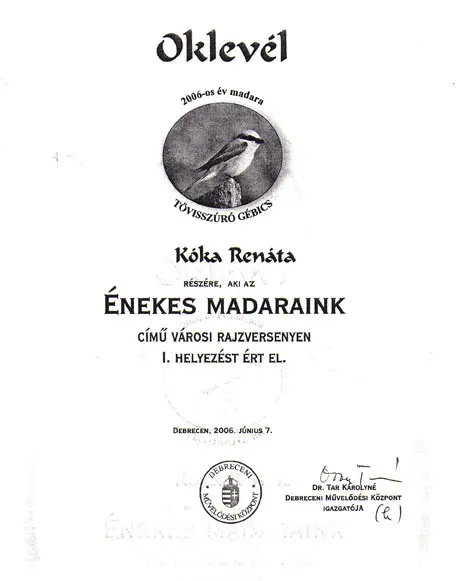 Oklevél
2006-os év madara
TÖVISSZÚRÓ GÉBICS
Kóka Renáta
RÉSZÉRE, AKI AZ
ÉNEKES MADARAINK
CÍMŰ VÁROSI RAJZVERSENYEN
I. HELYEZÉST ÉRT EL.
DEBRECEN, 2006. JÚNIUS 7.
DEBRECENI
MŰVELŐDÉSI KÖZPONT
DR. TAR KÁROLYNÉ
DEBRECENI MŰVELŐDÉSI KÖZPONT
IGAZGATÓJA
(h)